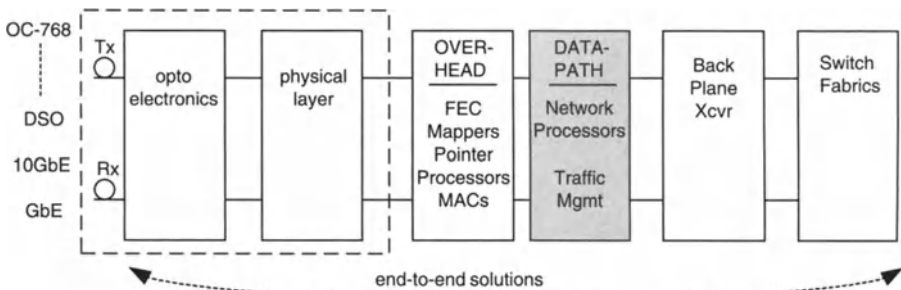 OC-768
DSO
10GbE
GbE
Tx
Rx
opto
electronics
physical
layer
OVER-
HEAD
FEC
Mappers
Pointer
Processors
MACs
DATA-
PATH
Network
Processors
Traffic
Mgmt
Back
Plane
Xcvr
Switch
Fabrics
end-to-end solutions